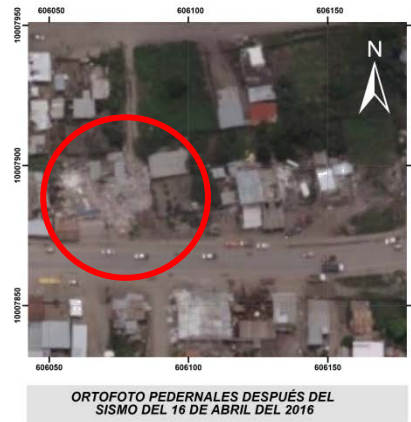 606050 606100 606150
10007950
N
10007900
10007850
606050 606100 606150
ORTOFOTO PEDERNALES DESPUÉS DEL
SISMO DEL 16 DE ABRIL DEL 2016